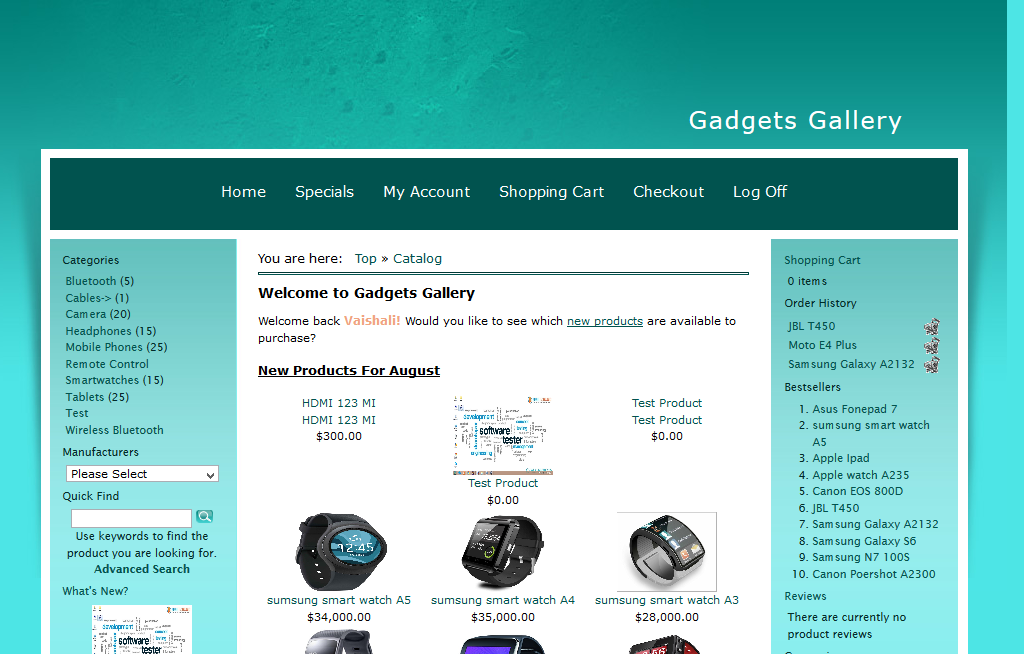 Gadgets Gallery
Home Specials My Account Shopping Cart Checkout Log Off
Categories
Bluetooth (5)
Cables-> (1)
Camera (20)
Headphones (15)
Mobile Phones (25)
Remote Control
Smartwatches (15)
Tablets (25)
Test
Wireless Bluetooth
Manufacturers
Please Select
Quick Find
Use keywords to find the
product you are looking for.
Advanced Search
What's New?
development
software
tester
You are here: Top » Catalog
Welcome to Gadgets Gallery
Welcome back Vaishali! Would you like to see which new products are available to
purchase?
New Products For August
HDMI 123 MI
HDMI 123 MI
$300.00
development
software
tester
Test Product
$0.00
Test Product
Test Product
$0.00
12:45
sumsung smart watch A5
$34,000.00
sumsung smart watch A4
$35,000.00
sumsung smart watch A3
$28,000.00
Shopping Cart
0 items
Order History
JBL T450
Moto E4 Plus
Samsung Galaxy A2132
Bestsellers
1. Asus Fonepad 7
2. sumsung smart watch
A5
3. Apple Ipad
4. Apple watch A235
5. Canon EOS 800D
6. JBL T450
7. Samsung Galaxy A2132
8. Samsung Galaxy S6
9. Samsung N7 100S
10. Canon Poershot A2300
Reviews
There are currently no
product reviews